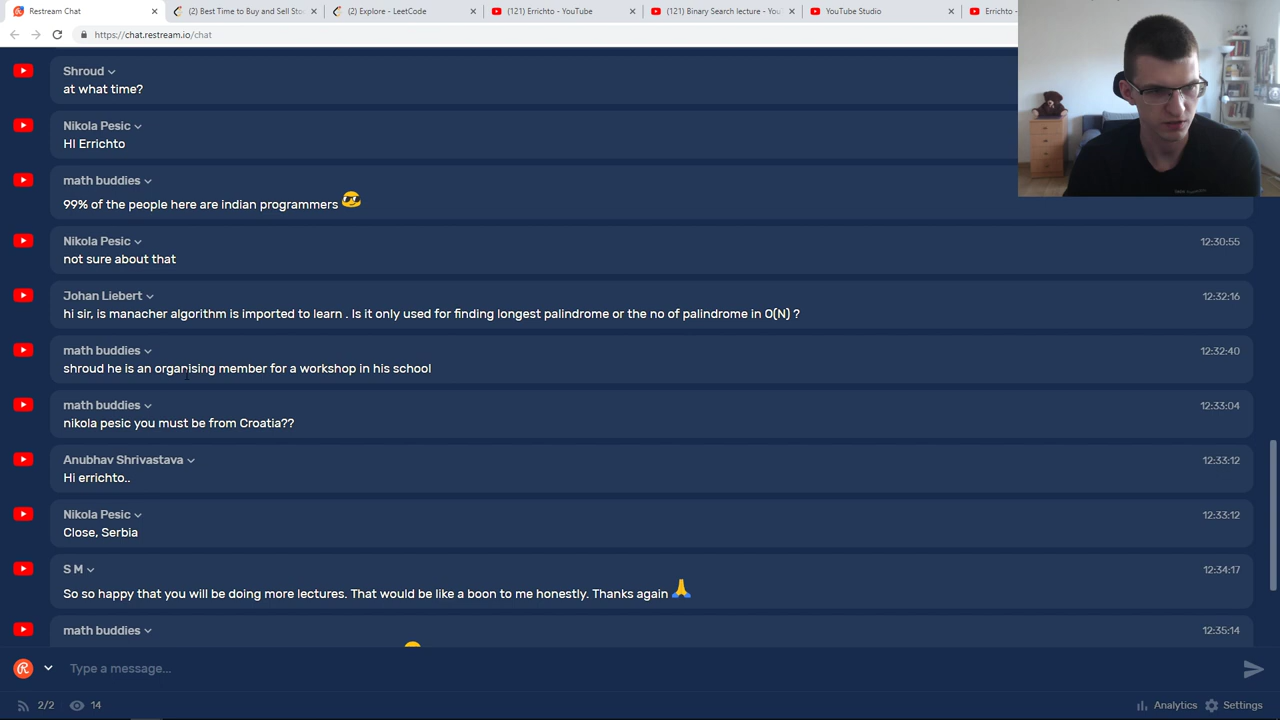 Restream Chat
(2) Best Time to Buy and Sell Sto
(2) Explore - LeetCode
(121) Errichto - YouTube
(121) Binary Search lecture - You
YouTube Studio
Errichto -
https://chat.restream.io/chat
Shroud
at what time?
Nikola Pesic
HI Errichto
math buddies
99% of the people here are indian programmers
Nikola Pesic
12:30:55
not sure about that
Johan Liebert
12:32:16
hi sir, is manacher algorithm is imported to learn . Is it only used for finding longest palindrome or the no of palindrome in O(N) ?
math buddies
12:32:40
shroud he is an organising member for a workshop in his school
math buddies
12:33:04
nikola pesic you must be from Croatia??
Anubhav Shrivastava
12:33:12
Hi errichto..
Nikola Pesic
12:33:12
Close, Serbia
S M
12:34:17
So so happy that you will be doing more lectures. That would be like a boon to me honestly. Thanks again
math buddies
12:35:14
Type a message...
2/2
14
Analytics
Settings